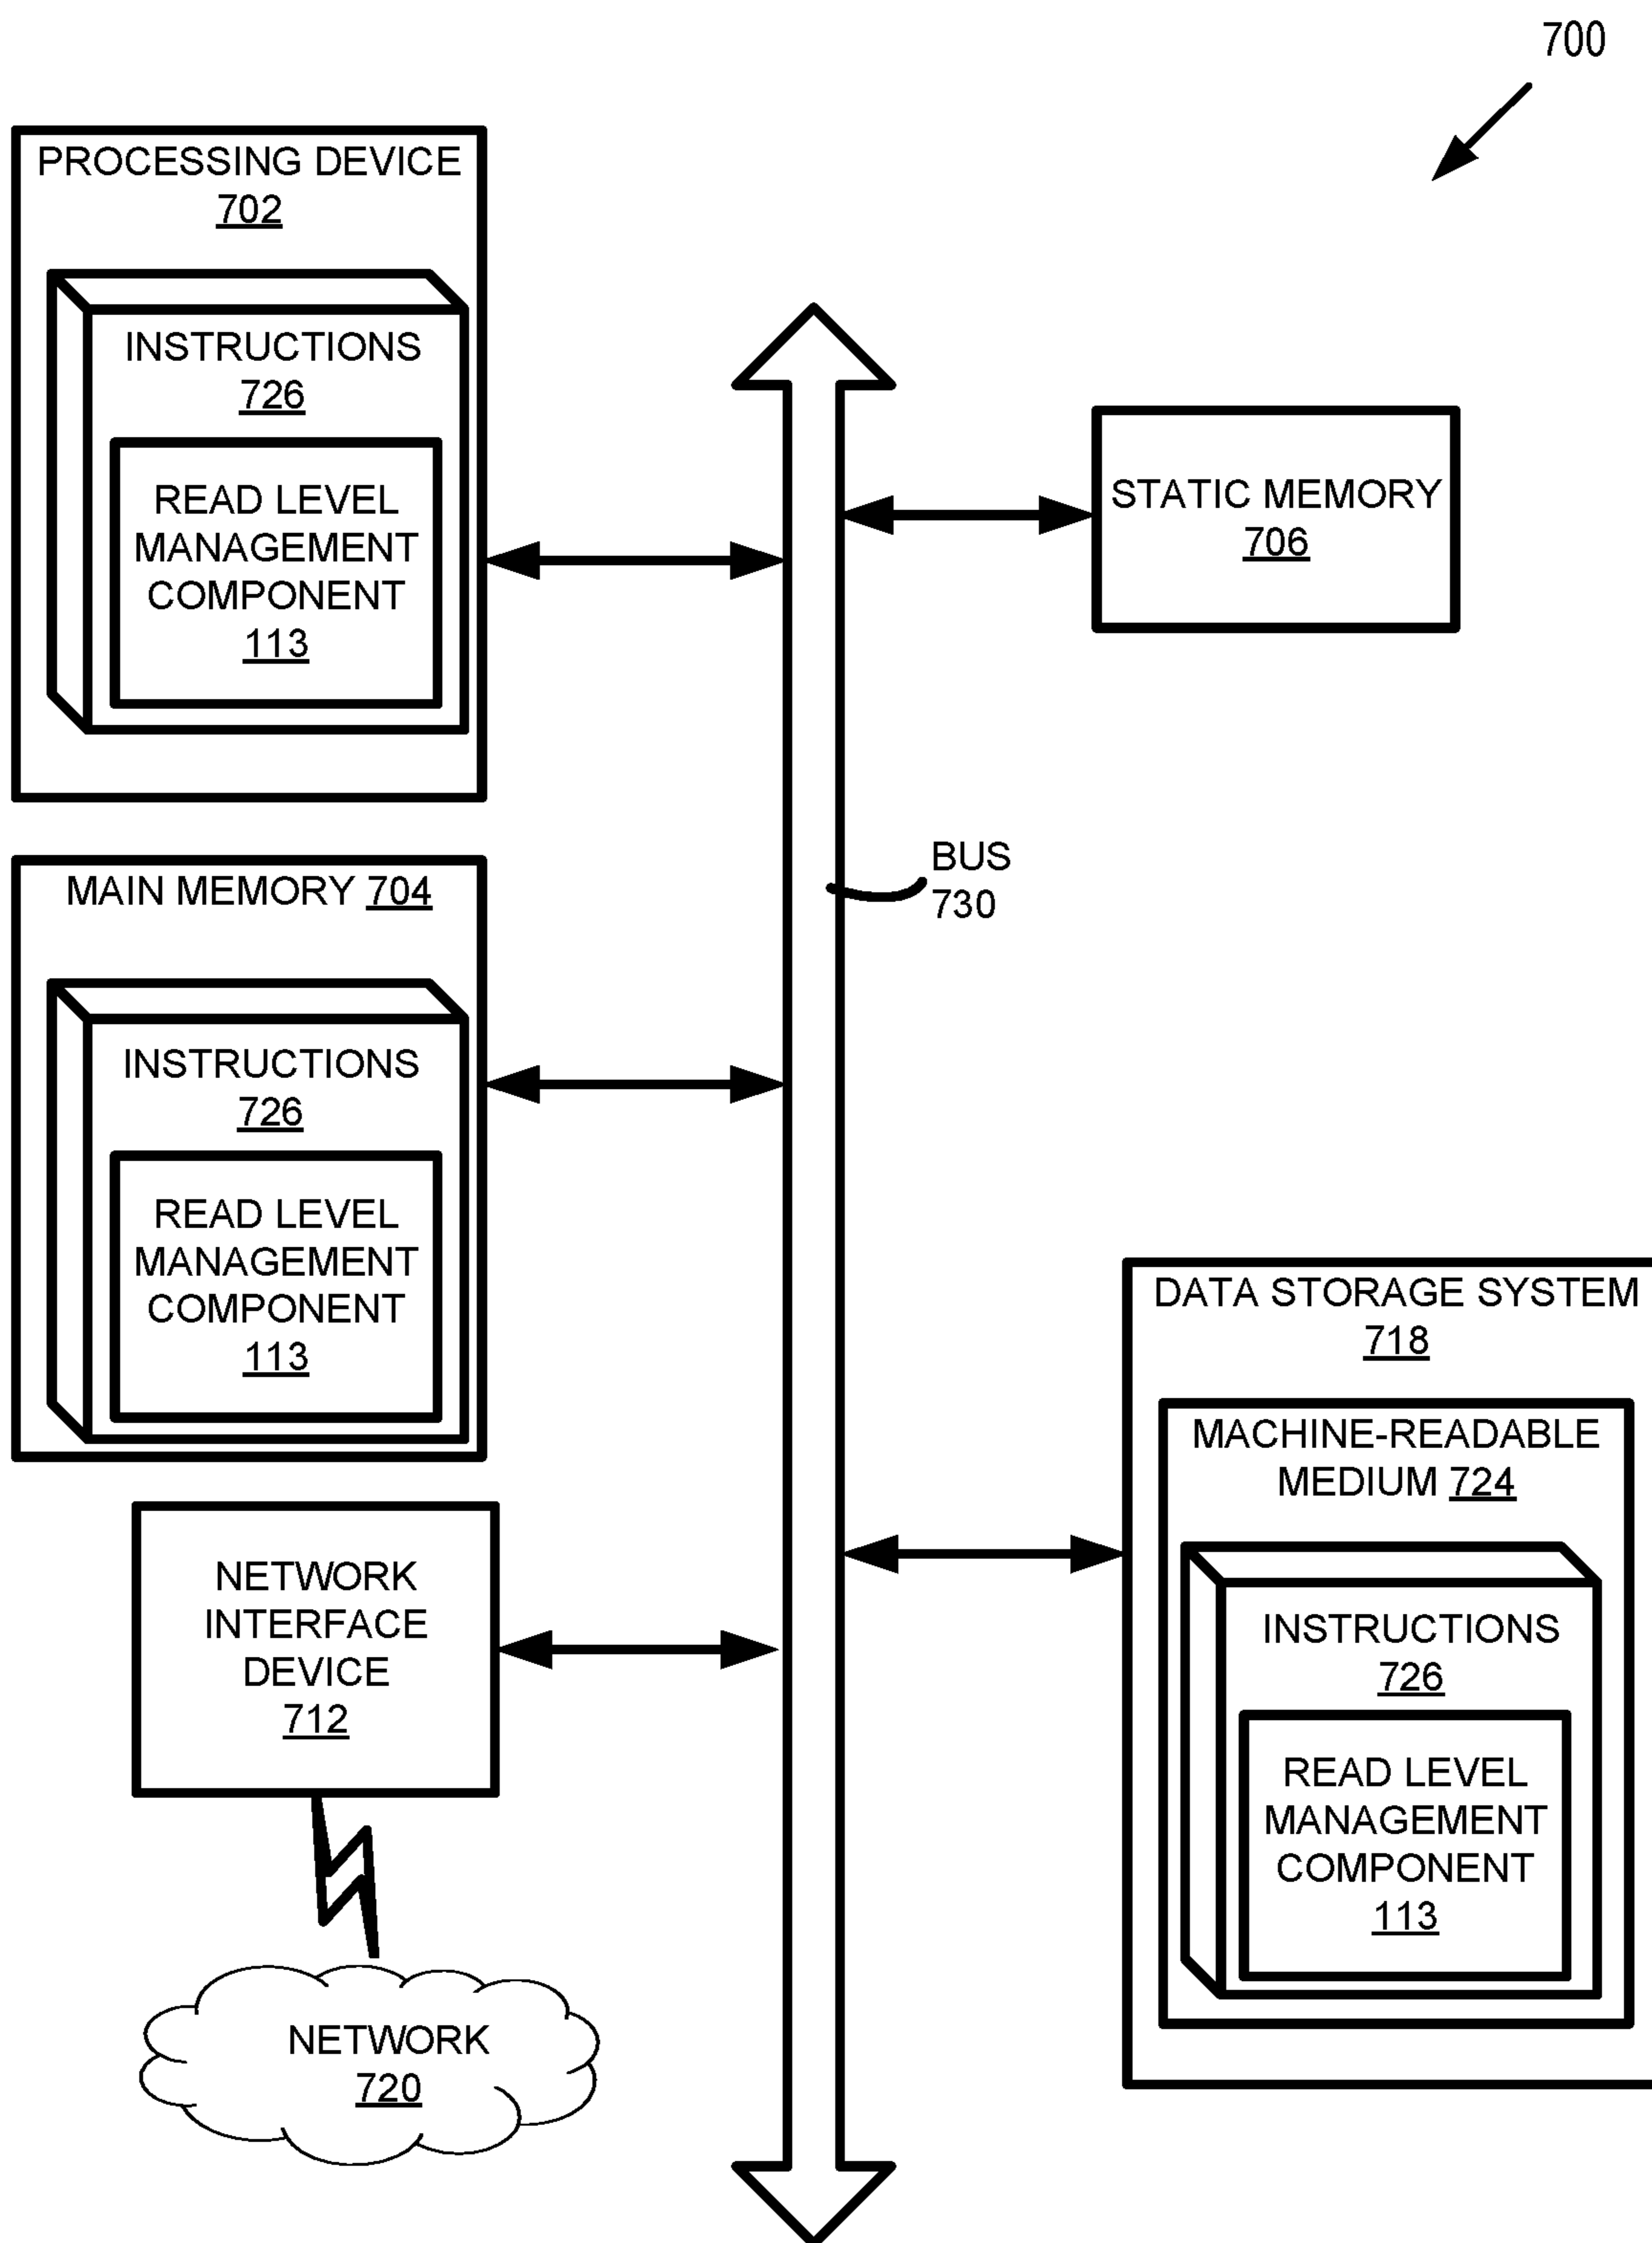 700
PROCESSING DEVICE
702
INSTRUCTIONS
726
READ LEVEL
MANAGEMENT
COMPONENT
113
STATIC MEMORY
706
BUS
730
MAIN MEMORY 704
INSTRUCTIONS
726
READ LEVEL
MANAGEMENT
COMPONENT
113
DATA STORAGE SYSTEM
718
MACHINE-READABLE
MEDIUM 724
INSTRUCTIONS
726
READ LEVEL
MANAGEMENT
COMPONENT
113
NETWORK
INTERFACE
DEVICE
712
NETWORK
720